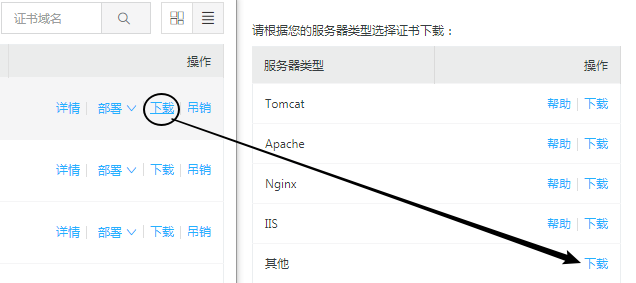 证书域名
操作
详情 部署 下载 吊销
详情 部署 下载 吊销
详情 部署 下载 吊销
请根据您的服务器类型选择证书下载：
服务器类型 操作
Tomcat 帮助 下载
Apache 帮助 下载
Nginx 帮助 下载
IIS 帮助 下载
其他 下载